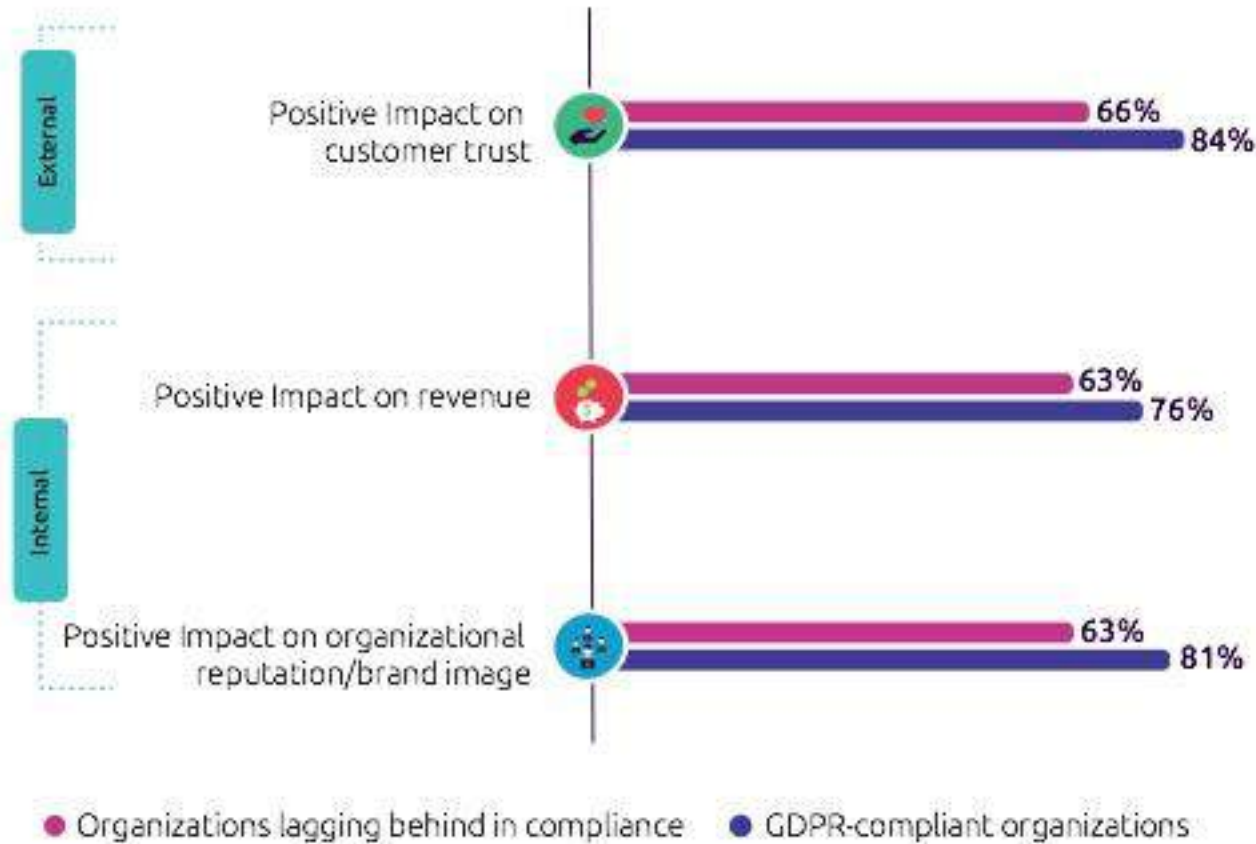 External
Positive Impact on
customer trust
66%
84%
Internal
Positive Impact on revenue
63%
76%
Positive Impact on organizational
reputation/brand image
63%
81%
Organizations lagging behind in compliance
GDPR-compliant organizations